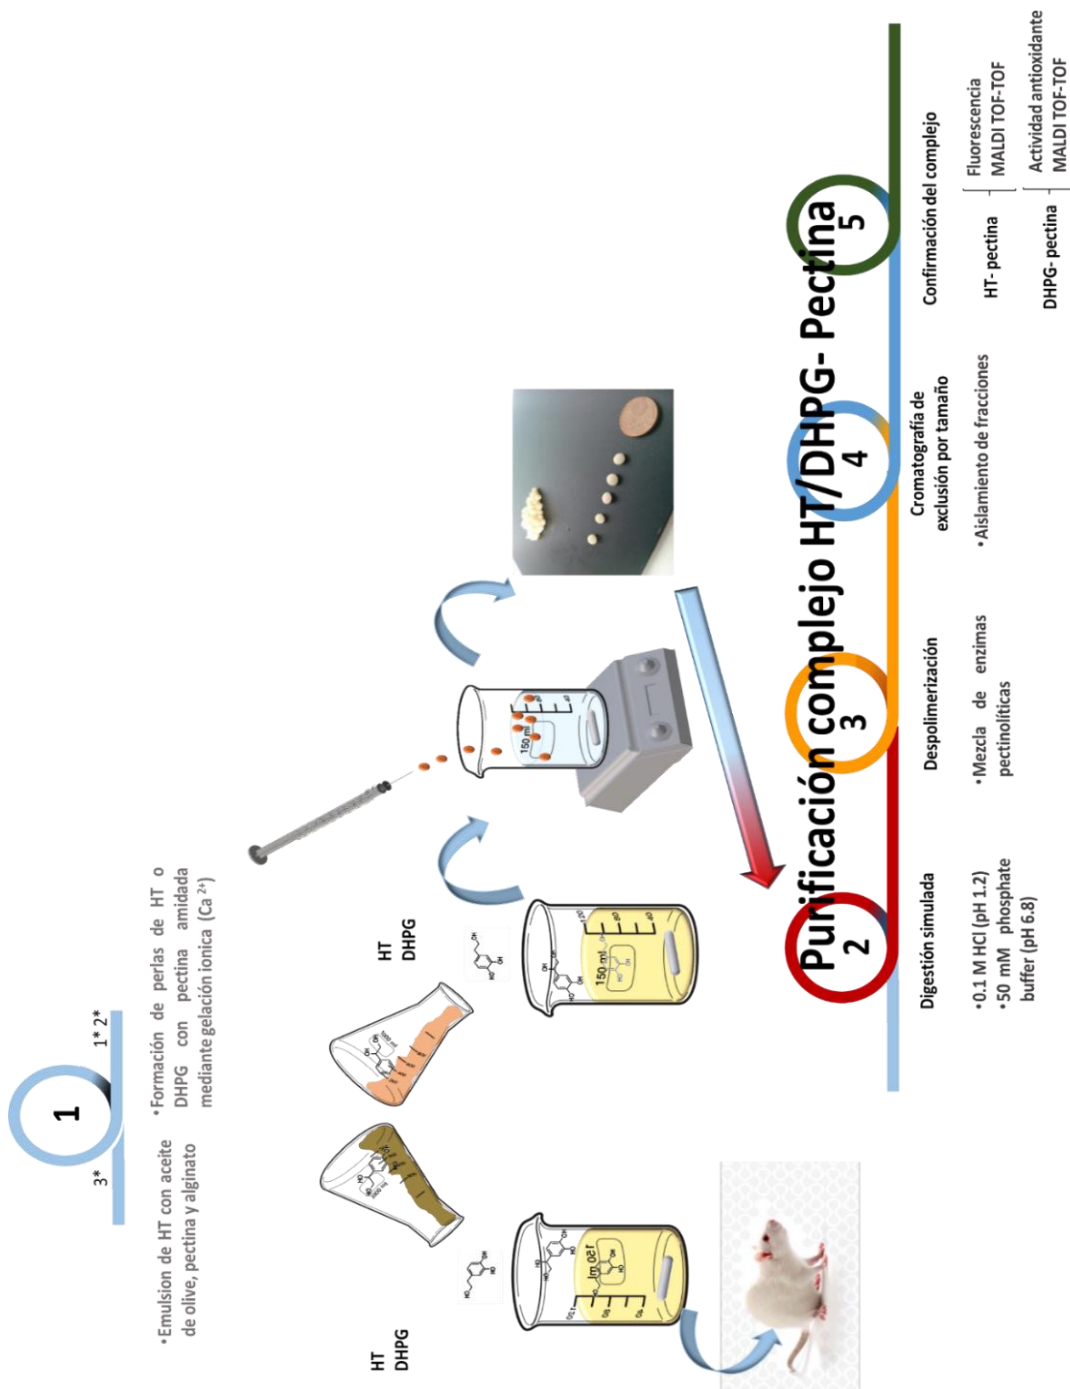 1
3*
1* 2*
•Emulsion de HT con aceite
de olive, pectina y alginato
•Formación de perlas de HT o
DHPG con pectina amidada
mediante gelación ionica (Ca 2+)
HT
DHPG
HT
DHPG
150 ml
150 ml
150 ml
1000 ml
1000 ml
Purificación complejo HT/DHPG- Pectina
2
3
4
5
Digestión simulada
•0.1 M HCl (pH 1.2)
•50 mM phosphate
buffer (pH 6.8)
Despolimerización
•Mezcla de enzimas
pectinolíticas
Cromatografía de
exclusión por tamaño
•Aislamiento de fracciones
Confirmación del complejo
HT- pectina
Fluorescencia
MALDI TOF-TOF
DHPG- pectina
Actividad antioxidante
MALDI TOF-TOF